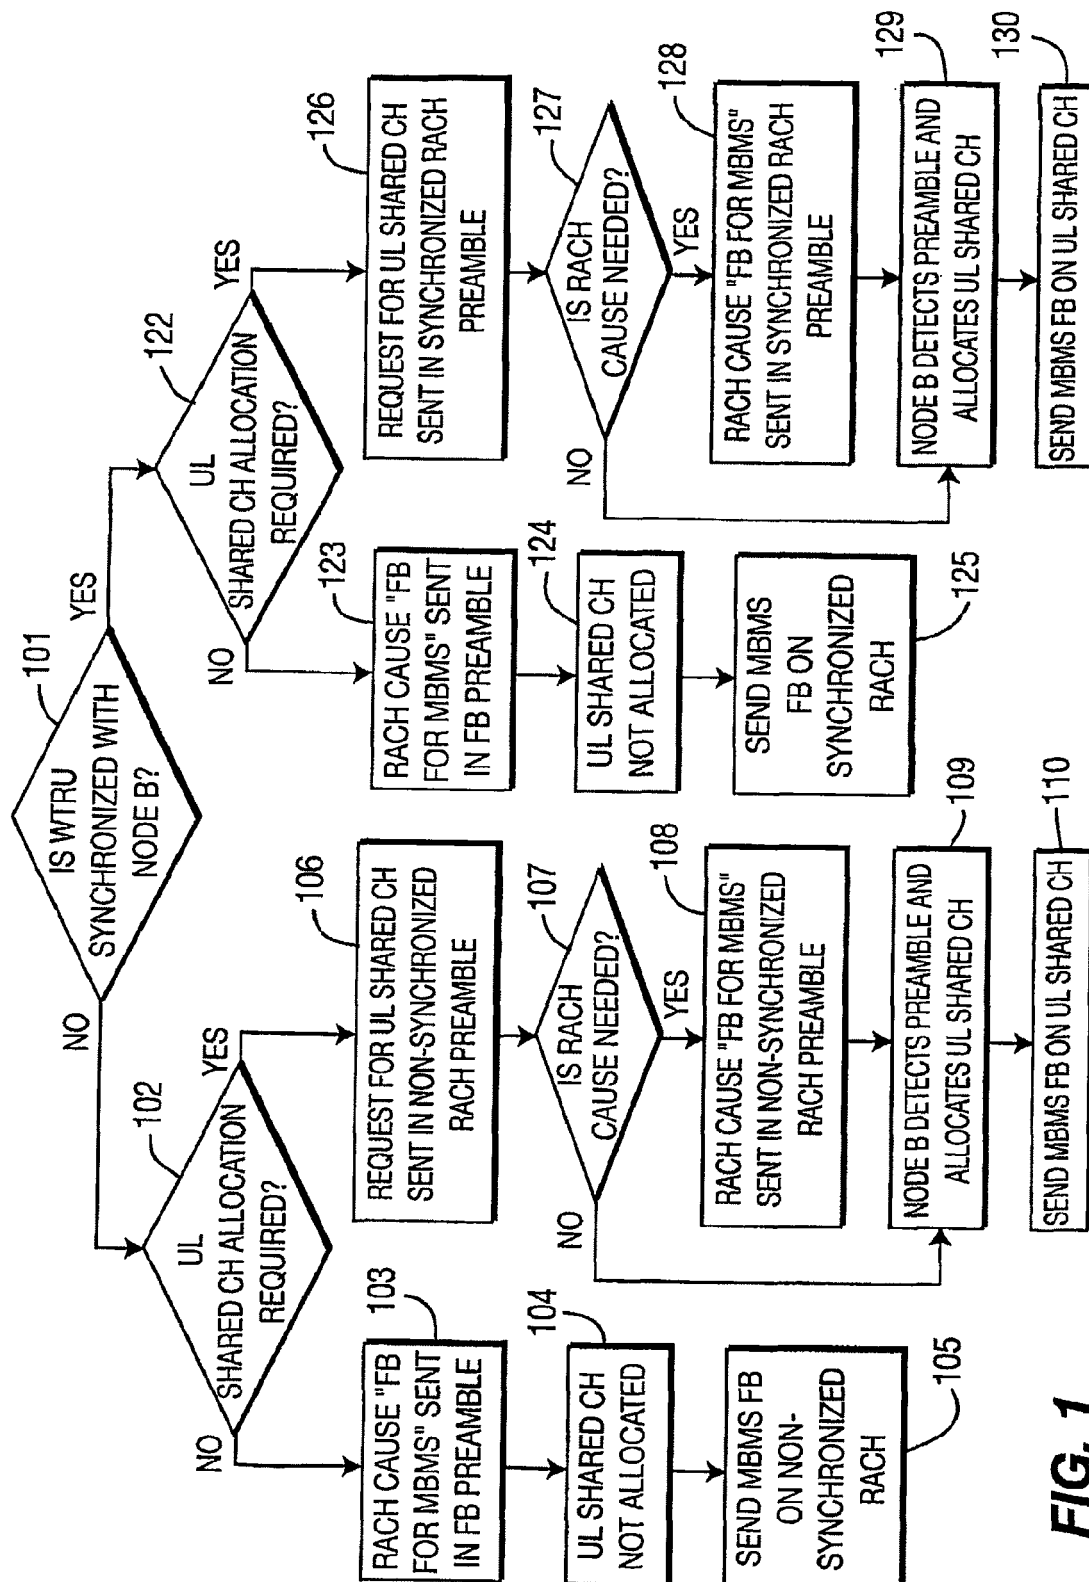 101
IS WTRU
SYNCHRONIZED WITH
NODE B?
NO
YES
102
UL
SHARED CH ALLOCATION
REQUIRED?
NO
YES
103
RACH CAUSE "FB
FOR MBMS" SENT
IN FB PREAMBLE
104
UL SHARED CH
NOT ALLOCATED
105
SEND MBMS FB
ON NON-
SYNCHRONIZED
RACH
106
REQUEST FOR UL SHARED CH
SENT IN NON-SYNCHRONIZED
RACH PREAMBLE
107
IS RACH
CAUSE NEEDED?
NO
YES
108
RACH CAUSE "FB FOR MBMS"
SENT IN NON-SYNCHRONIZED
RACH PREAMBLE
109
NODE B DETECTS PREAMBLE AND
ALLOCATES UL SHARED CH
110
SEND MBMS FB ON UL SHARED CH
122
UL
SHARED CH ALLOCATION
REQUIRED?
NO
YES
123
RACH CAUSE "FB
FOR MBMS" SENT
IN FB PREAMBLE
124
UL SHARED CH
NOT ALLOCATED
125
SEND MBMS
FB ON
SYNCHRONIZED
RACH
126
REQUEST FOR UL SHARED CH
SENT IN SYNCHRONIZED RACH
PREAMBLE
127
IS RACH
CAUSE NEEDED?
NO
YES
128
RACH CAUSE "FB FOR MBMS"
SENT IN SYNCHRONIZED RACH
PREAMBLE
129
NODE B DETECTS PREAMBLE AND
ALLOCATES UL SHARED CH
130
SEND MBMS FB ON UL SHARED CH
FIG. 1